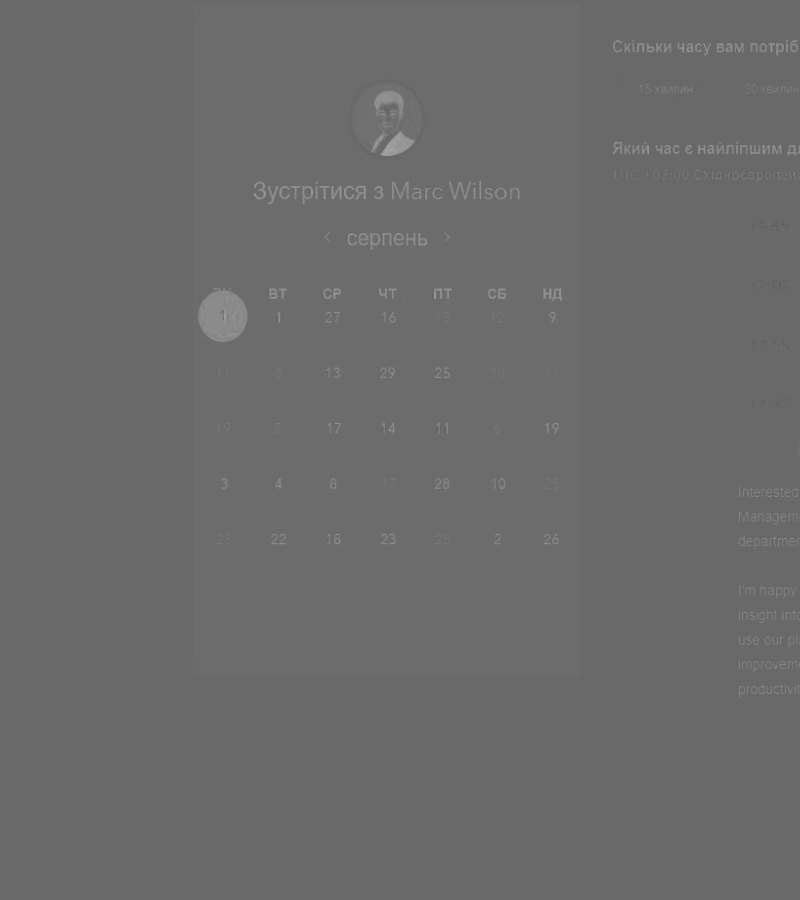 Зустрітися з Marc Wilson
серпень
ВТ СР ЧТ ПТ СБ НД
1 1 27 16 13 12 9
11 13 29 25 30 11
19 5 17 14 11 6 19
3 4 8 17 28 10 25
25 22 18 23 25 2 26
Скільки часу вам потріб
15 хвилин 30 хвилин
Який час є найліпшим дл
UTC +03:00 Східноєвропейс
Interested
Managem
departmen
I'm happy
insight into
use our pl
improveme
productivit